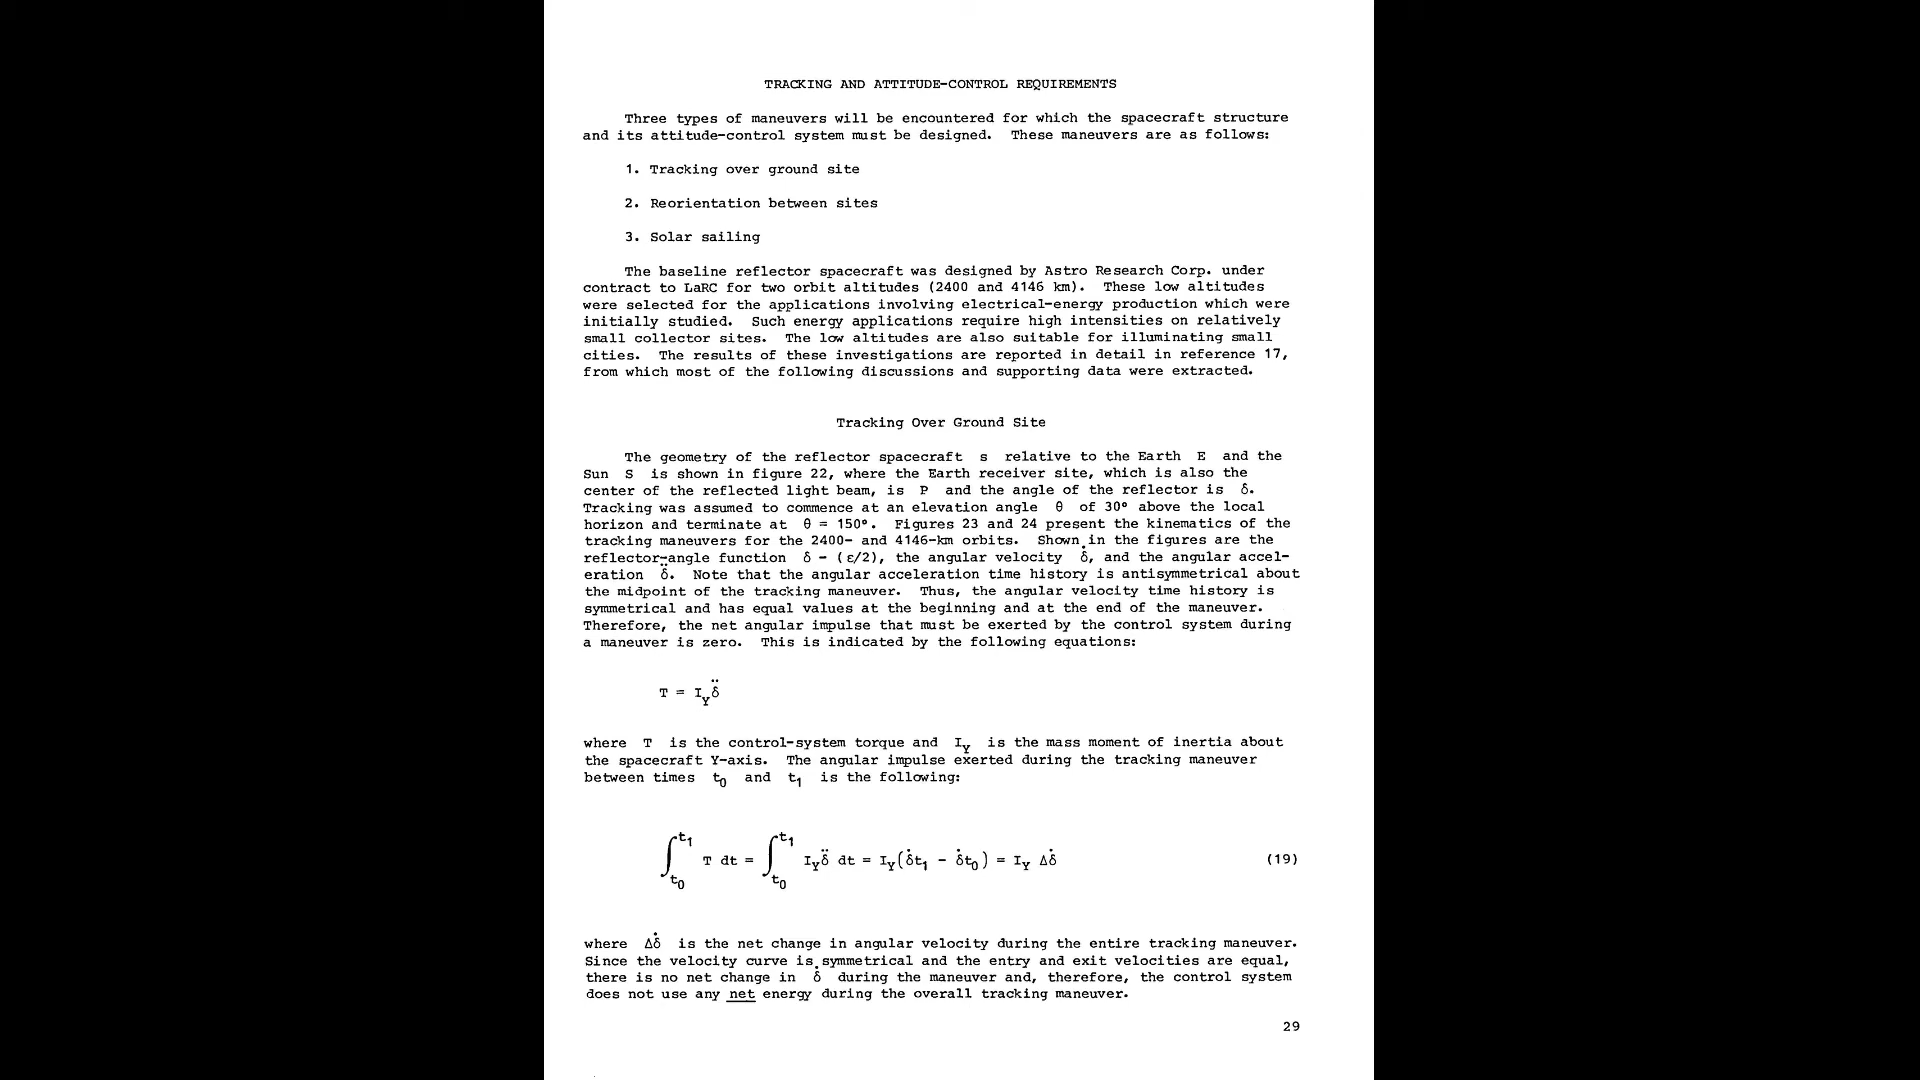 TRACKING AND ATTITUDE-CONTROL REQUIREMENTS
Three types of maneuvers will be encountered for which the spacecraft structure
and its attitude-control system must be designed. These maneuvers are as follows:
1. Tracking over ground site
2. Reorientation between sites
3. Solar sailing
The baseline reflector spacecraft was designed by Astro Research Corp. under
contract to LaRC for two orbit altitudes (2400 and 4146 km). These low altitudes
were selected for the applications involving electrical-energy production which were
initially studied. Such energy applications require high intensities on relatively
small collector sites. The low altitudes are also suitable for illuminating small
cities. The results of these investigations are reported in detail in reference 17,
from which most of the following discussions and supporting data were extracted.
Tracking Over Ground Site
The geometry of the reflector spacecraft s relative to the Earth E and the
Sun S is shown in figure 22, where the Earth receiver site, which is also the
center of the reflected light beam, is P and the angle of the reflector is δ.
Tracking was assumed to commence at an elevation angle θ of 30° above the local
horizon and terminate at θ = 150°. Figures 23 and 24 present the kinematics of the
tracking maneuvers for the 2400- and 4146-km orbits. Shown in the figures are the
reflector-angle function δ - (ε/2), the angular velocity δ̇, and the angular accel-
eration δ̈. Note that the angular acceleration time history is antisymmetrical about
the midpoint of the tracking maneuver. Thus, the angular velocity time history is
symmetrical and has equal values at the beginning and at the end of the maneuver.
Therefore, the net angular impulse that must be exerted by the control system during
a maneuver is zero. This is indicated by the following equations:
T = I_Y δ̈
where T is the control-system torque and I_Y is the mass moment of inertia about
the spacecraft Y-axis. The angular impulse exerted during the tracking maneuver
between times t₀ and t₁ is the following:
∫_{t₀}^{t₁} T dt = ∫_{t₀}^{t₁} I_Y δ̈ dt = I_Y(δ̇t₁ - δ̇t₀) = I_Y Δδ̇ (19)
where Δδ̇ is the net change in angular velocity during the entire tracking maneuver.
Since the velocity curve is symmetrical and the entry and exit velocities are equal,
there is no net change in δ̇ during the maneuver and, therefore, the control system
does not use any net energy during the overall tracking maneuver.
29